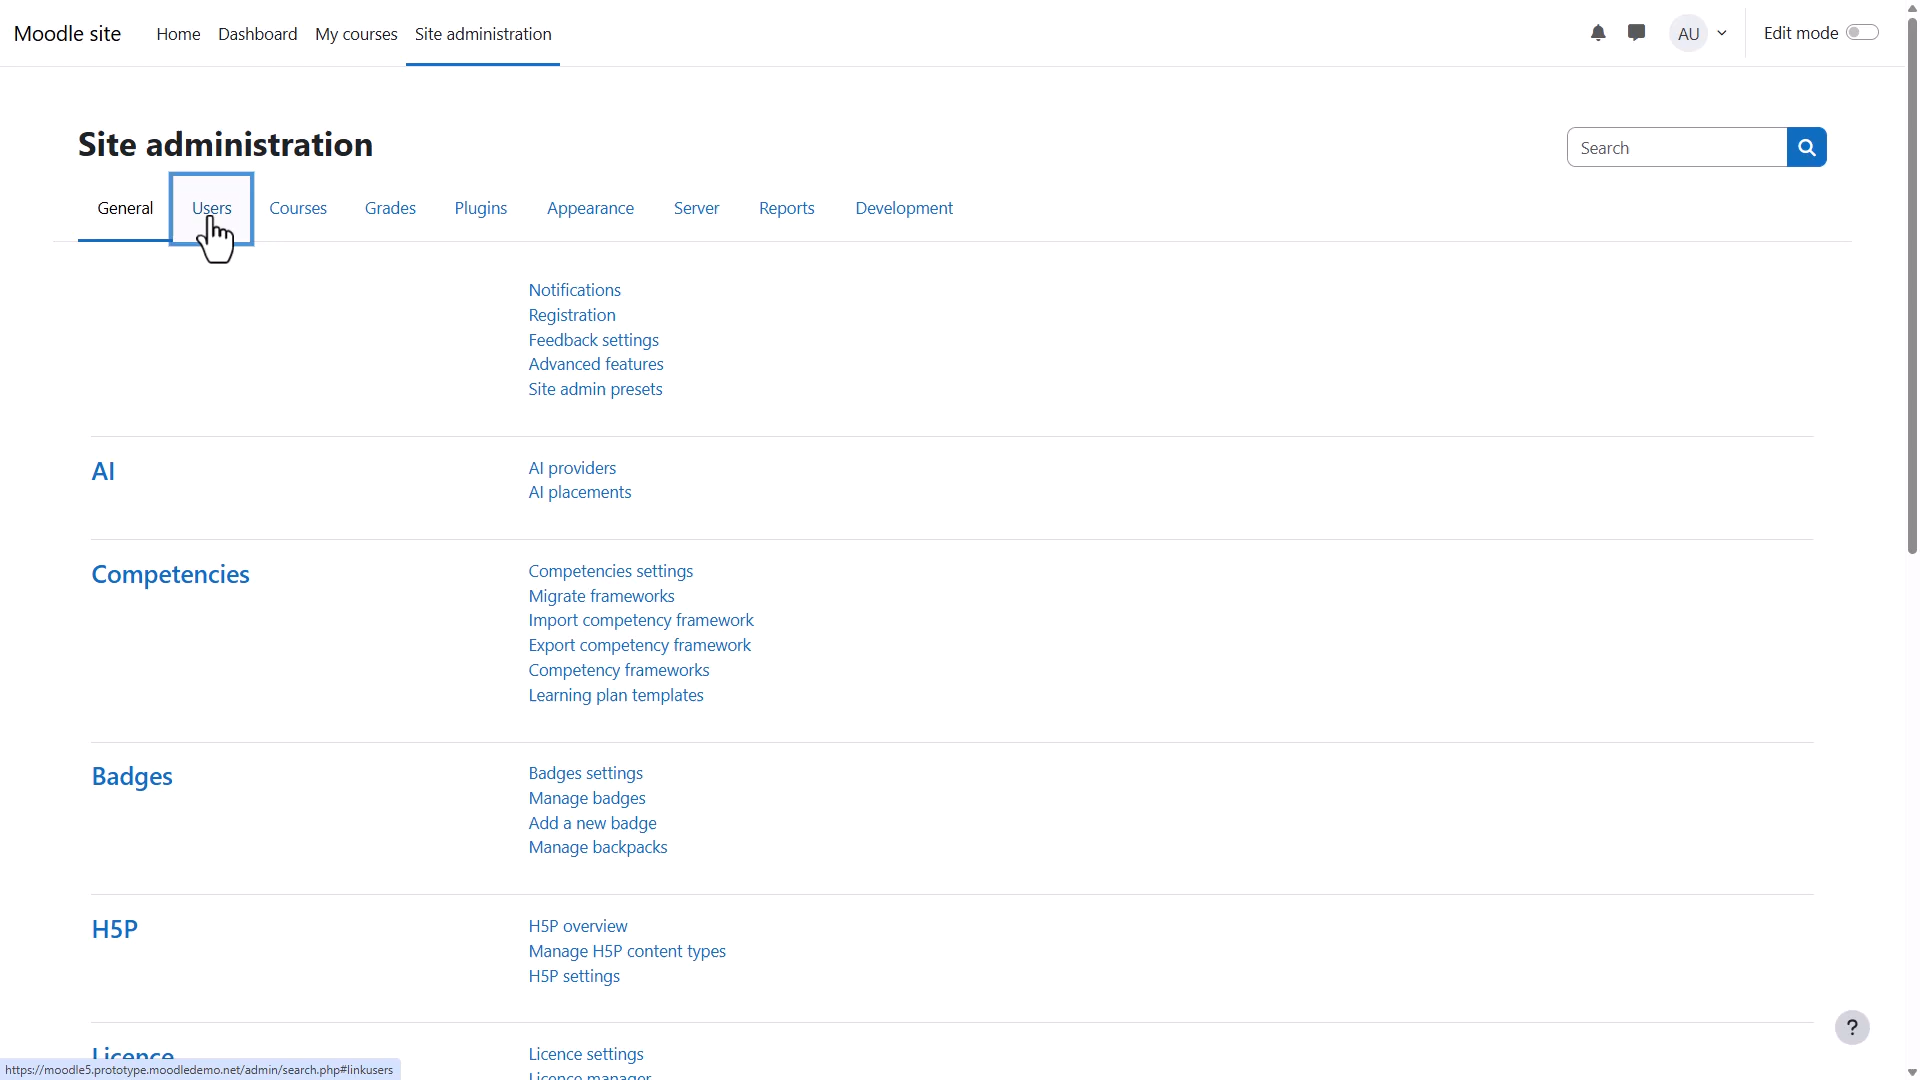 Moodle site
Home
Dashboard
My courses
Site administration
AU
Edit mode
Site administration
Search
General
Users
Courses
Grades
Plugins
Appearance
Server
Reports
Development
Notifications
Registration
Feedback settings
Advanced features
Site admin presets
AI
AI providers
AI placements
Competencies
Competencies settings
Migrate frameworks
Import competency framework
Export competency framework
Competency frameworks
Learning plan templates
Badges
Badges settings
Manage badges
Add a new badge
Manage backpacks
H5P
H5P overview
Manage H5P content types
H5P settings
?
Licence
Licence settings
Licence manager
https://moodle5.prototype.moodledemo.net/admin/search.php#linkusers